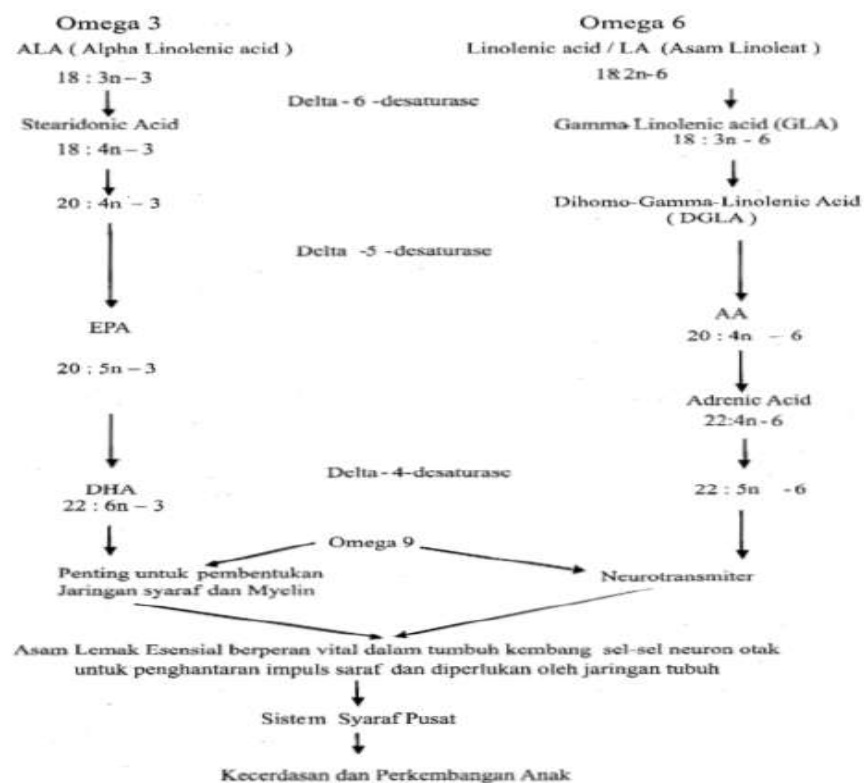 Omega 3
ALA ( Alpha Linolenic acid )
18 : 3n – 3
Stearidonic Acid
18 : 4n – 3
20 : 4n – 3
EPA
20 : 5n – 3
DHA
22 : 6n – 3
Penting untuk pembentukan
Jaringan syaraf dan Myelin
Delta - 6 -desaturase
Delta -5 -desaturase
Delta - 4-desaturase
Omega 9
Omega 6
Linolenic acid / LA (Asam Linoleat )
18:2n-6
Gamma-Linolenic acid (GLA)
18 : 3n - 6
Dihomo-Gamma-Linolenic Acid
( DGLA )
AA
20 : 4n – 6
Adrenic Acid
22:4n-6
22 : 5n -6
Neurotransmiter
Asam Lemak Esensial berperan vital dalam tumbuh kembang sel-sel neuron otak
untuk penghantaran impuls saraf dan diperlukan oleh jaringan tubuh
Sistem Syaraf Pusat
Kecerdasan dan Perkembangan Anak